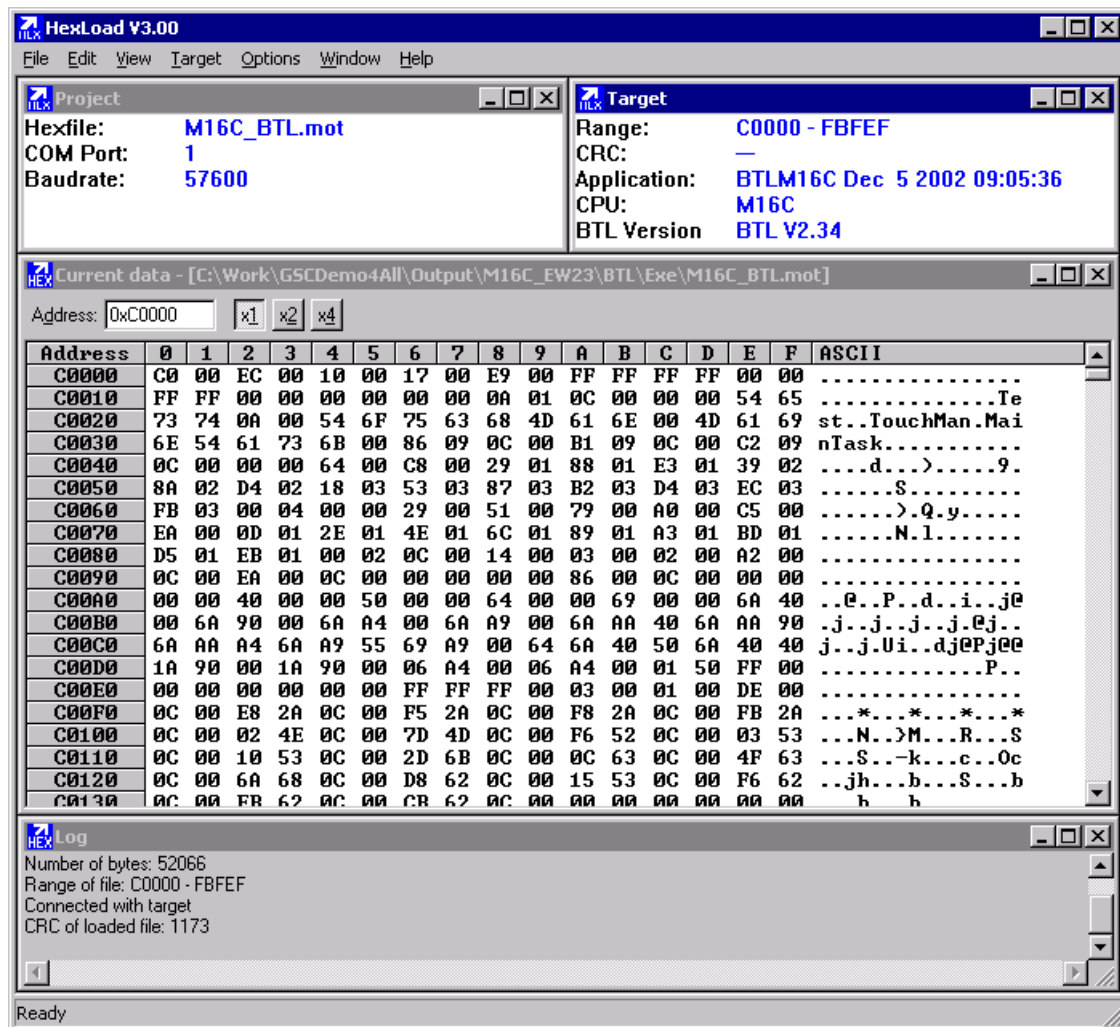 HexLoad V3.00
File Edit View Target Options Window Help
Project
Hexfile: M16C_BTL.mot
COM Port: 1
Baudrate: 57600
Target
Range: C0000 - FBFEF
CRC: —
Application: BTLM16C Dec  5 2002 09:05:36
CPU: M16C
BTL Version BTL V2.34
Current data - [C:\Work\GSCDemo4All\Output\M16C_EW23\BTL\Exe\M16C_BTL.mot]
Address: 0xC0000 x1 x2 x4
Address 0 1 2 3 4 5 6 7 8 9 A B C D E F ASCII
C0000 C0 00 EC 00 10 00 17 00 E9 00 FF FF FF FF 00 00 ................
C0010 FF FF 00 00 00 00 00 00 0A 01 0C 00 00 00 54 65 ..............Te
C0020 73 74 0A 00 54 6F 75 63 68 4D 61 6E 00 4D 61 69 st..TouchMan.Mai
C0030 6E 54 61 73 6B 00 86 09 0C 00 B1 09 0C 00 C2 09 nTask...........
C0040 0C 00 00 00 64 00 C8 00 29 01 88 01 E3 01 39 02 ....d...).....9.
C0050 8A 02 D4 02 18 03 53 03 87 03 B2 03 D4 03 EC 03 ......S.........
C0060 FB 03 00 04 00 00 29 00 51 00 79 00 A0 00 C5 00 ......).Q.y.....
C0070 EA 00 0D 01 2E 01 4E 01 6C 01 89 01 A3 01 BD 01 ......N.l.......
C0080 D5 01 EB 01 00 02 0C 00 14 00 03 00 02 00 A2 00 ................
C0090 0C 00 EA 00 0C 00 00 00 00 00 86 00 0C 00 00 00 ................
C00A0 00 00 40 00 00 50 00 00 64 00 00 69 00 00 6A 40 ..@..P..d..i..j@
C00B0 00 6A 90 00 6A A4 00 6A A9 00 6A AA 40 6A AA 90 .j..j..j..j.@j..
C00C0 6A AA A4 6A A9 55 69 A9 00 64 6A 40 50 6A 40 40 j..j.Ui..dj@Pj@@
C00D0 1A 90 00 1A 90 00 06 A4 00 06 A4 00 01 50 FF 00 .............P..
C00E0 00 00 00 00 00 00 FF FF FF 00 03 00 01 00 DE 00 ................
C00F0 0C 00 E8 2A 0C 00 F5 2A 0C 00 F8 2A 0C 00 FB 2A ...*...*...*...*
C0100 0C 00 02 4E 0C 00 7D 4D 0C 00 F6 52 0C 00 03 53 ...N..>M...R...S
C0110 0C 00 10 53 0C 00 2D 6B 0C 00 0C 63 0C 00 4F 63 ...S..-k...c..Oc
C0120 0C 00 6A 68 0C 00 D8 62 0C 00 15 53 0C 00 F6 62 ..jh...b...S...b
C0130 0C 00 EB 62 0C 00 CB 62 0C 00 00 00 00 00 00 00
Log
Number of bytes: 52066
Range of file: C0000 - FBFEF
Connected with target
CRC of loaded file: 1173
Ready